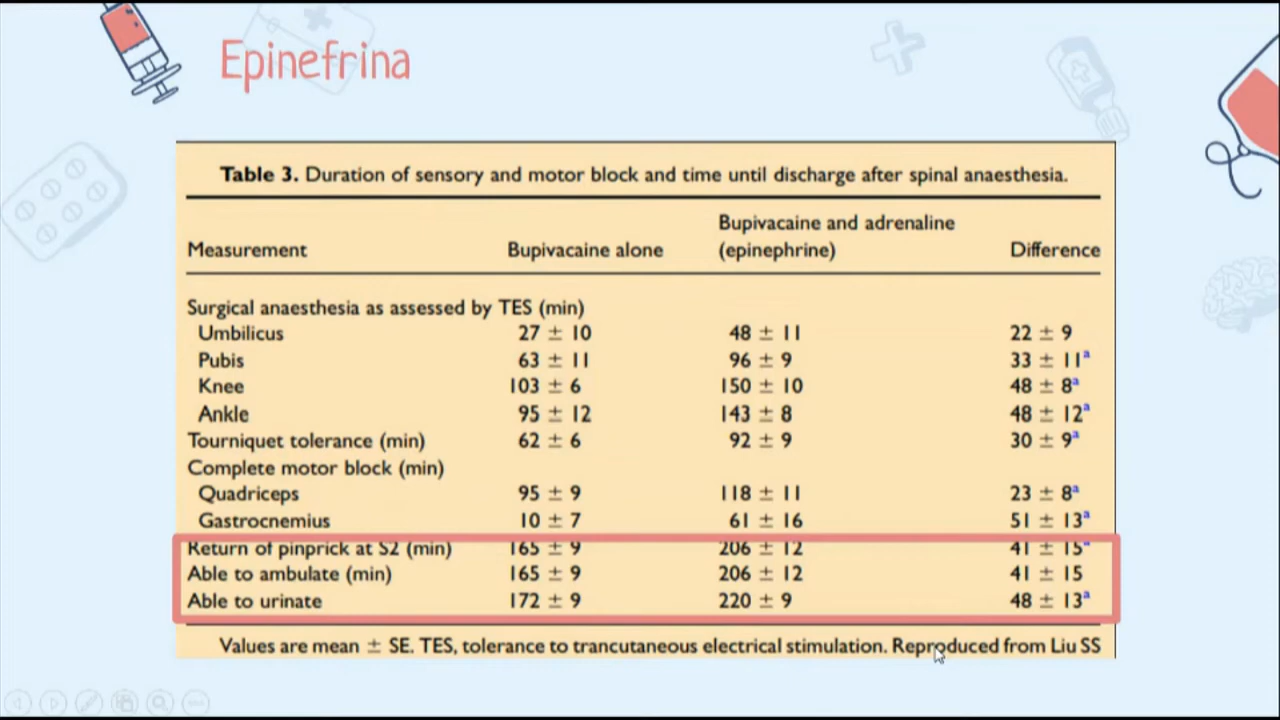 Epinefrina
Table 3. Duration of sensory and motor block and time until discharge after spinal anaesthesia.
Bupivacaine and adrenaline
Measurement Bupivacaine alone (epinephrine) Difference
Surgical anaesthesia as assessed by TES (min)
Umbilicus 27 ± 10 48 ± 11 22 ± 9
Pubis 63 ± 11 96 ± 9 33 ± 11a
Knee 103 ± 6 150 ± 10 48 ± 8a
Ankle 95 ± 12 143 ± 8 48 ± 12a
Tourniquet tolerance (min) 62 ± 6 92 ± 9 30 ± 9a
Complete motor block (min)
Quadriceps 95 ± 9 118 ± 11 23 ± 8a
Gastrocnemius 10 ± 7 61 ± 16 51 ± 13a
Return of pinprick at S2 (min) 165 ± 9 206 ± 12 41 ± 15a
Able to ambulate (min) 165 ± 9 206 ± 12 41 ± 15
Able to urinate 172 ± 9 220 ± 9 48 ± 13a
Values are mean ± SE. TES, tolerance to trancutaneous electrical stimulation. Reproduced from Liu SS